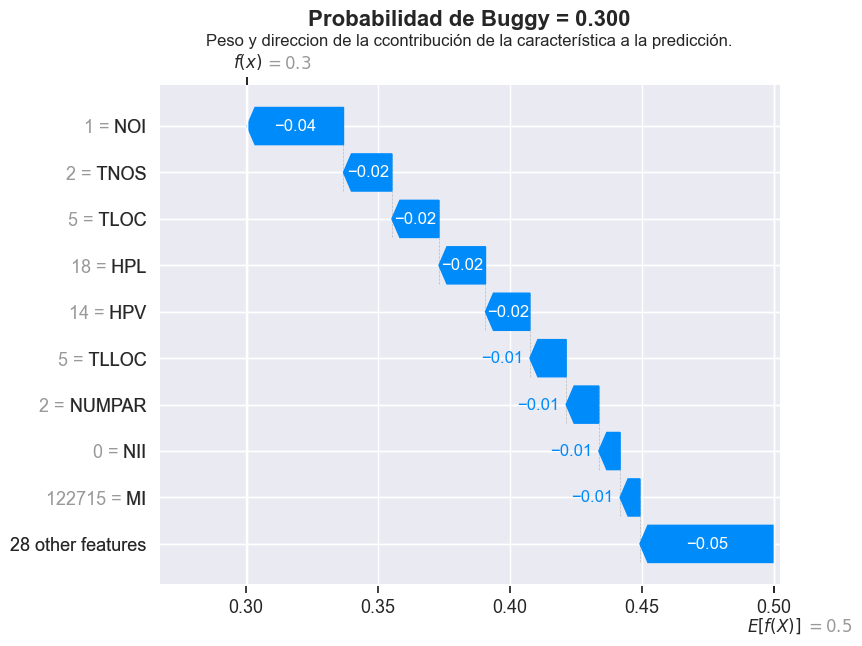 Probabilidad de Buggy = 0.300
Peso y direccion de la ccontribución de la característica a la predicción.
f(x) = 0.3
1 = NOI −0.04
2 = TNOS −0.02
5 = TLOC −0.02
18 = HPL −0.02
14 = HPV −0.02
5 = TLLOC −0.01
2 = NUMPAR −0.01
0 = NII −0.01
122715 = MI −0.01
28 other features −0.05
0.30 0.35 0.40 0.45 0.50
E[f(X)] = 0.5